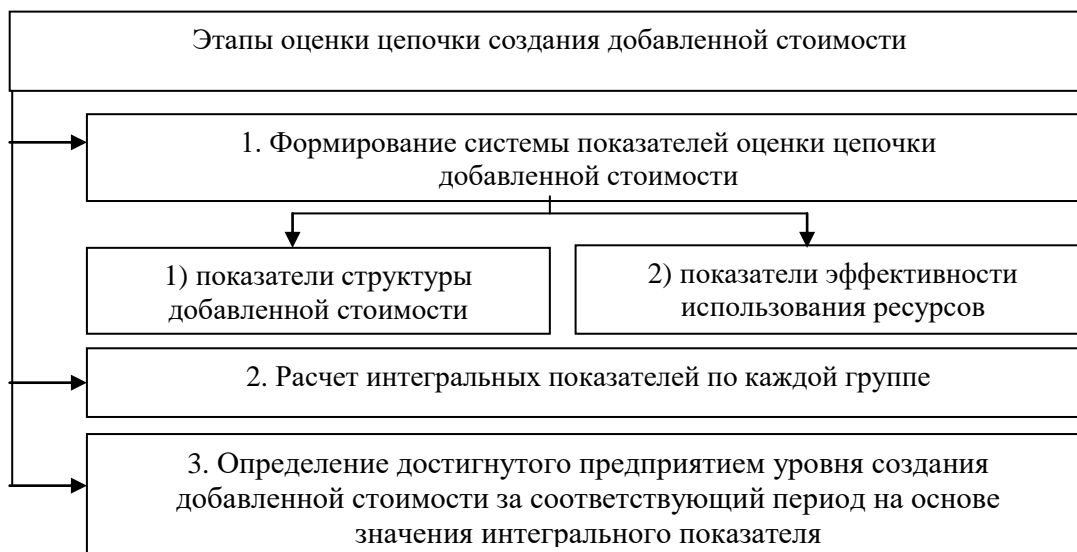 Этапы оценки цепочки создания добавленной стоимости
1. Формирование системы показателей оценки цепочки
добавленной стоимости
1) показатели структуры
добавленной стоимости
2) показатели эффективности
использования ресурсов
2. Расчет интегральных показателей по каждой группе
3. Определение достигнутого предприятием уровня создания
добавленной стоимости за соответствующий период на основе
значения интегрального показателя